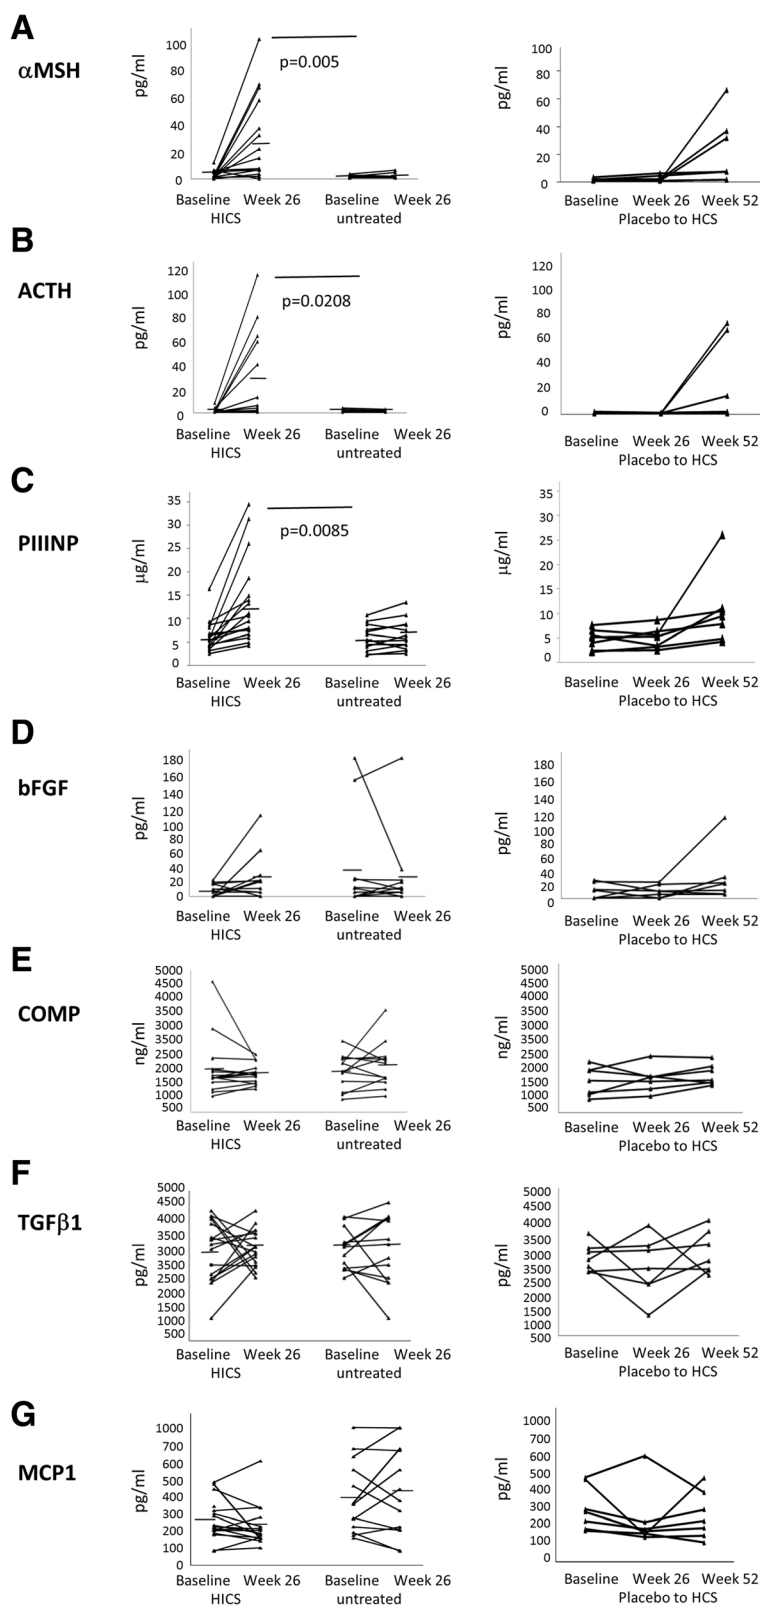 A
αMSH
pg/ml
100
80
60
40
20
0
p=0.005
Baseline Week 26 Baseline Week 26
HICS untreated
pg/ml
100
80
60
40
20
0
Baseline Week 26 Week 52
Placebo to HCS
B
ACTH
pg/ml
120
100
80
60
40
20
0
p=0.0208
Baseline Week 26 Baseline Week 26
HICS untreated
pg/ml
120
100
80
60
40
20
0
Baseline Week 26 Week 52
Placebo to HCS
C
PIIINP
µg/ml
35
30
25
20
15
10
5
0
p=0.0085
Baseline Week 26 Baseline Week 26
HICS untreated
µg/ml
35
30
25
20
15
10
5
0
Baseline Week 26 Week 52
Placebo to HCS
D
bFGF
pg/ml
180
160
140
120
100
80
60
40
20
0
Baseline Week 26 Baseline Week 26
HICS untreated
pg/ml
180
160
140
120
100
80
60
40
20
0
Baseline Week 26 Week 52
Placebo to HCS
E
COMP
ng/ml
5000
4500
4000
3500
3000
2500
2000
1500
1000
500
Baseline Week 26 Baseline Week 26
HICS untreated
ng/ml
5000
4500
4000
3500
3000
2500
2000
1500
1000
500
Baseline Week 26 Week 52
Placebo to HCS
F
TGFβ1
pg/ml
5000
4500
4000
3500
3000
2500
2000
1500
1000
500
Baseline Week 26 Baseline Week 26
HICS untreated
pg/ml
5000
4500
4000
3500
3000
2500
2000
1500
1000
500
Baseline Week 26 Week 52
Placebo to HCS
G
MCP1
pg/ml
1000
700
600
500
400
300
200
100
0
Baseline Week 26 Baseline Week 26
HICS untreated
pg/ml
1000
700
600
500
400
300
200
100
0
Baseline Week 26 Week 52
Placebo to HCS